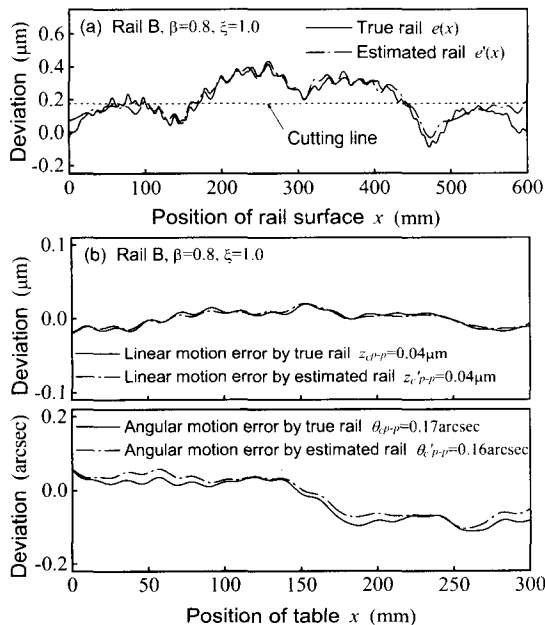 (a) Rail B, β=0.8, ξ=1.0
True rail e(x)
Estimated rail e'(x)
Cutting line
Deviation (μm)
0.6
0.4
0.2
0.0
-0.2
0 100 200 300 400 500 600
Position of rail surface x (mm)
(b) Rail B, β=0.8, ξ=1.0
Deviation (μm)
0.1
0.0
-0.1
Linear motion error by true rail zcp-p=0.04μm
Linear motion error by estimated rail zc'p-p=0.04μm
Deviation (arcsec)
0.2
0.0
-0.2
Angular motion error by true rail θcp-p=0.17arcsec
Angular motion error by estimated rail θc'p-p=0.16arcsec
0 50 100 150 200 250 300
Position of table x (mm)